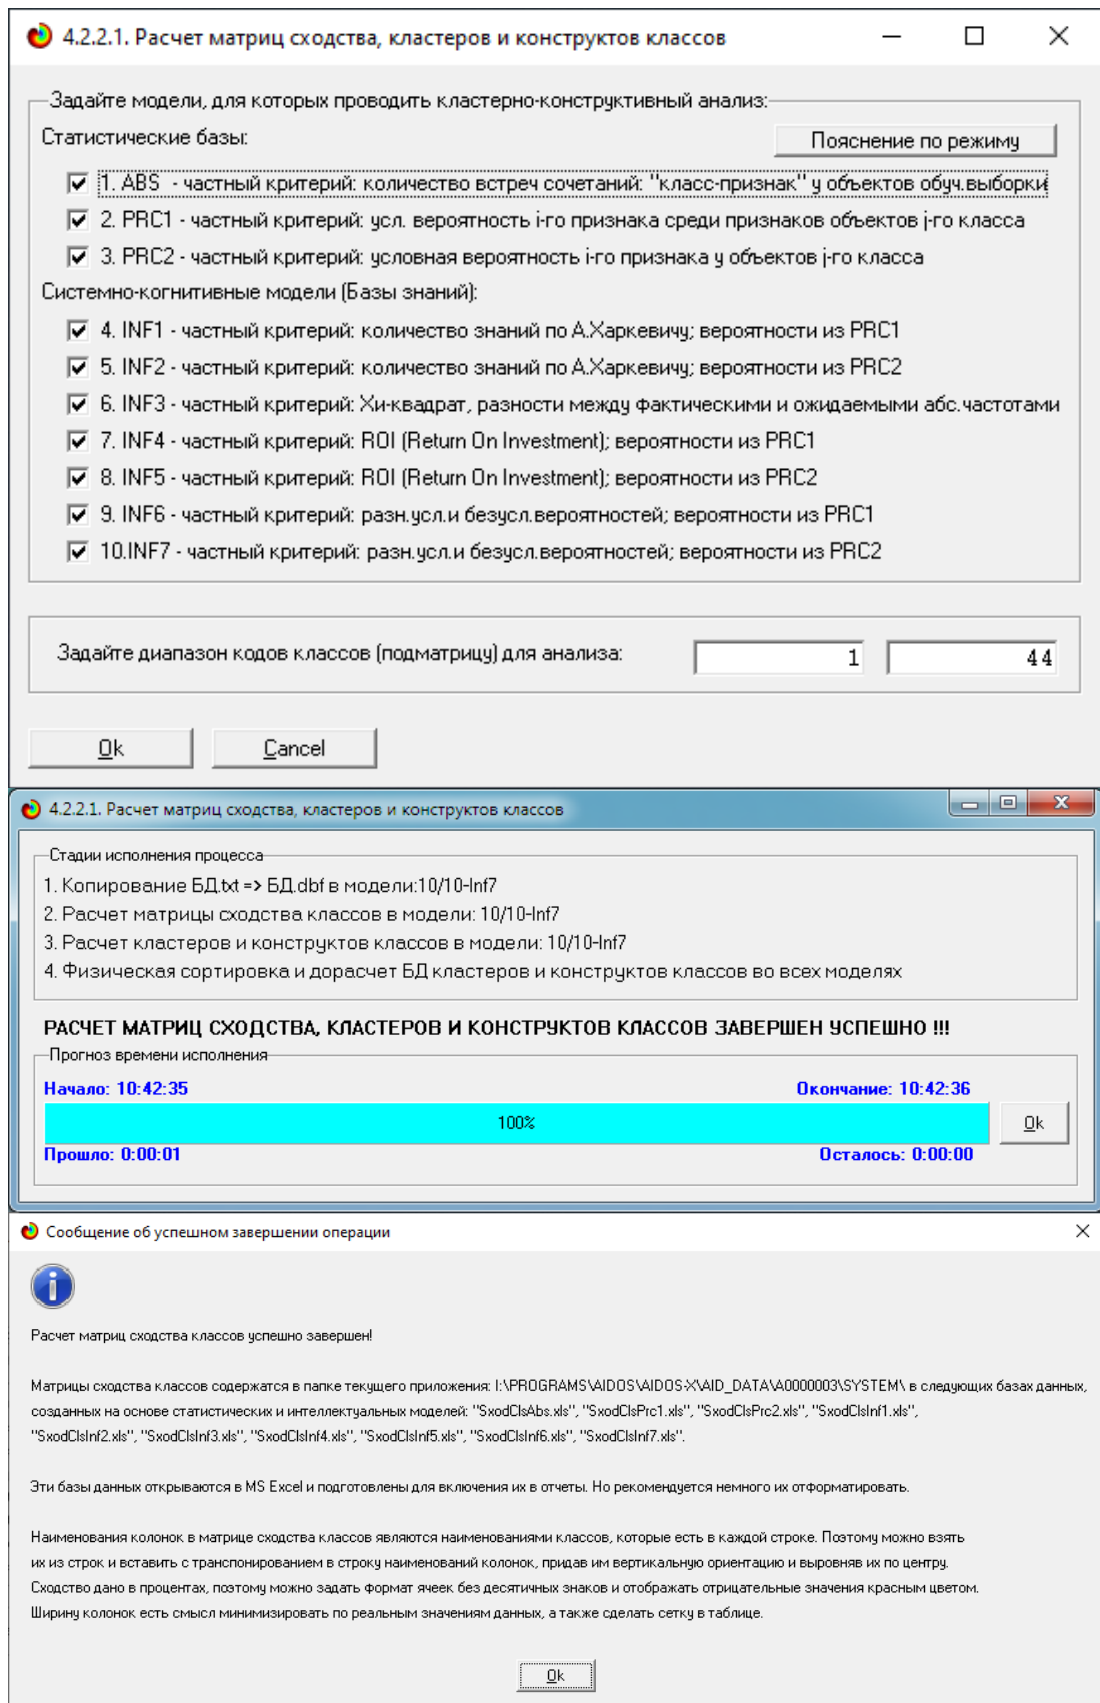 4.2.2.1. Расчет матриц сходства, кластеров и конструктов классов
Задайте модели, для которых проводить кластерно-конструктивный анализ:
Статистические базы:
Пояснение по режиму
1. ABS - частный критерий: количество встреч сочетаний: "класс-признак" у объектов обуч.выборки
2. PRC1 - частный критерий: усл. вероятность i-го признака среди признаков объектов j-го класса
3. PRC2 - частный критерий: условная вероятность i-го признака у объектов j-го класса
Системно-когнитивные модели (Базы знаний):
4. INF1 - частный критерий: количество знаний по А.Харкевичу; вероятности из PRC1
5. INF2 - частный критерий: количество знаний по А.Харкевичу; вероятности из PRC2
6. INF3 - частный критерий: Хи-квадрат, разности между фактическими и ожидаемыми абс.частотами
7. INF4 - частный критерий: ROI (Return On Investment); вероятности из PRC1
8. INF5 - частный критерий: ROI (Return On Investment); вероятности из PRC2
9. INF6 - частный критерий: разн.усл.и безусл.вероятностей; вероятности из PRC1
10.INF7 - частный критерий: разн.усл.и безусл.вероятностей; вероятности из PRC2
Задайте диапазон кодов классов (подматрицу) для анализа: 1 44
Ok Cancel
4.2.2.1. Расчет матриц сходства, кластеров и конструктов классов
Стадии исполнения процесса
1. Копирование БД.txt => БД.dbf в модели:10/10-Inf7
2. Расчет матрицы сходства классов в модели: 10/10-Inf7
3. Расчет кластеров и конструктов классов в модели: 10/10-Inf7
4. Физическая сортировка и дорасчет БД кластеров и конструктов классов во всех моделях
РАСЧЕТ МАТРИЦ СХОДСТВА, КЛАСТЕРОВ И КОНСТРУКТОВ КЛАССОВ ЗАВЕРШЕН УСПЕШНО !!!
Прогноз времени исполнения
Начало: 10:42:35 Окончание: 10:42:36
100% Ok
Прошло: 0:00:01 Осталось: 0:00:00
Сообщение об успешном завершении операции
Расчет матриц сходства классов успешно завершен!
Матрицы сходства классов содержатся в папке текущего приложения: I:\PROGRAMS\AIDOS\AIDOS-X\AID_DATA\A0000003\SYSTEM\ в следующих базах данных,
созданных на основе статистических и интеллектуальных моделей: "SxodClsAbs.xls", "SxodClsPrc1.xls", "SxodClsPrc2.xls", "SxodClsInf1.xls",
"SxodClsInf2.xls", "SxodClsInf3.xls", "SxodClsInf4.xls", "SxodClsInf5.xls", "SxodClsInf6.xls", "SxodClsInf7.xls".
Эти базы данных открываются в MS Excel и подготовлены для включения их в отчеты. Но рекомендуется немного их отформатировать.
Наименования колонок в матрице сходства классов являются наименованиями классов, которые есть в каждой строке. Поэтому можно взять
их из строк и вставить с транспонированием в строку наименований колонок, придав им вертикальную ориентацию и выровняв их по центру.
Сходство дано в процентах, поэтому можно задать формат ячеек без десятичных знаков и отображать отрицательные значения красным цветом.
Ширину колонок есть смысл минимизировать по реальным значениям данных, а также сделать сетку в таблице.
Ok